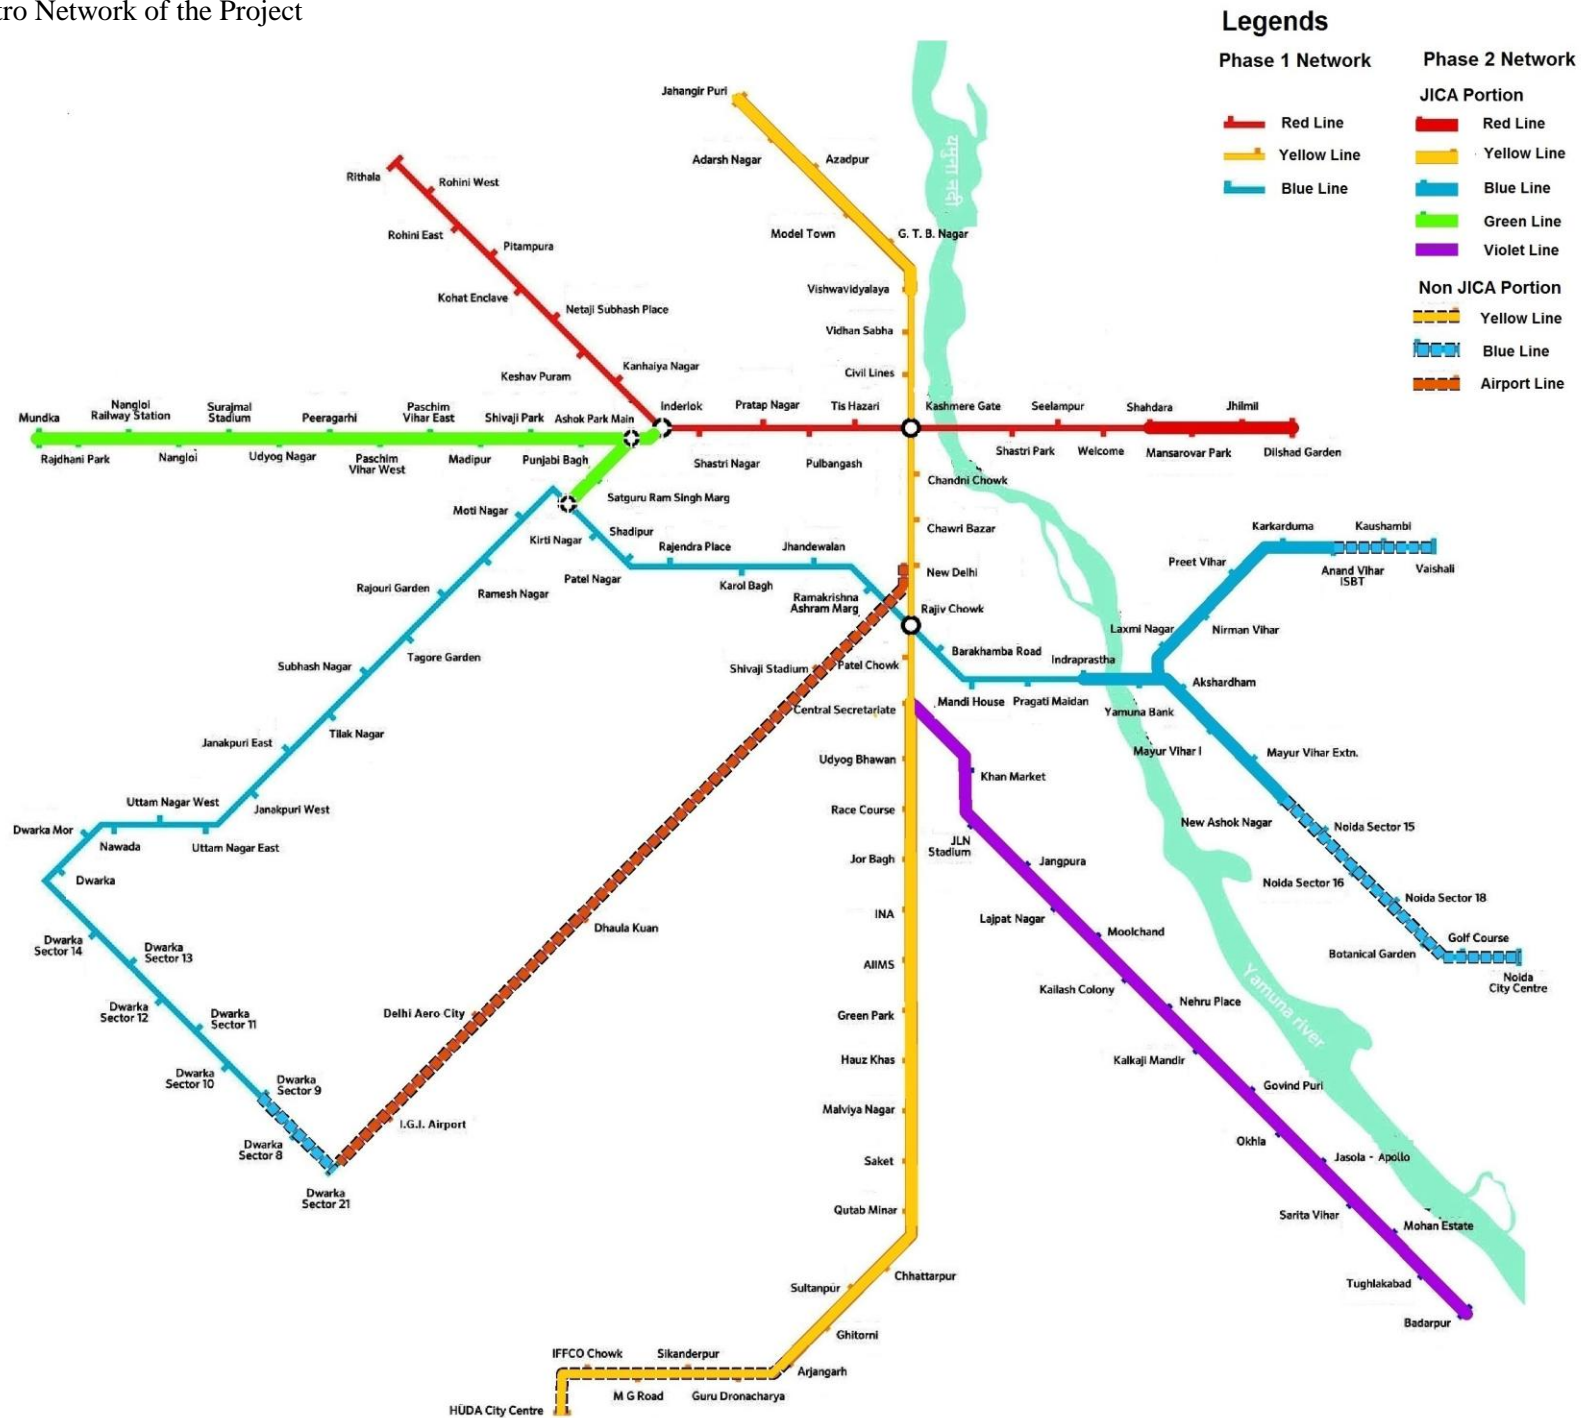 tro Network of the Project
Legends
Phase 1 Network
Red Line
Yellow Line
Blue Line
Phase 2 Network
JICA Portion
Red Line
Yellow Line
Blue Line
Green Line
Violet Line
Non JICA Portion
Yellow Line
Blue Line
Airport Line
Jahangir Puri
Adarsh Nagar
Azadpur
Model Town
G. T. B. Nagar
Vishwavidyalaya
Vidhan Sabha
Civil Lines
यमुना नदी
Rithala
Rohini West
Rohini East
Pitampura
Kohat Enclave
Netaji Subhash Place
Keshav Puram
Kanhaiya Nagar
Inderlok
Pratap Nagar
Tis Hazari
Kashmere Gate
Seelampur
Shahdara
Jhilmil
Shastri Nagar
Pulbangash
Shastri Park
Welcome
Mansarovar Park
Dilshad Garden
Mundka
Nangloi
Railway Station
Surajmal
Stadium
Peeragarhi
Paschim
Vihar East
Shivaji Park
Ashok Park Main
Rajdhani Park
Nangloi
Udyog Nagar
Paschim
Vihar West
Madipur
Punjabi Bagh
Satguru Ram Singh Marg
Moti Nagar
Kirti Nagar
Shadipur
Patel Nagar
Rajendra Place
Karol Bagh
Jhandewalan
Ramakrishna
Ashram Marg
Chandni Chowk
Chawri Bazar
New Delhi
Rajiv Chowk
Patel Chowk
Shivaji Stadium
Barakhamba Road
Mandi House
Pragati Maidan
Indraprastha
Yamuna Bank
Laxmi Nagar
Nirman Vihar
Preet Vihar
Karkarduma
Anand Vihar
ISBT
Kaushambi
Vaishali
Akshardham
Mayur Vihar I
Mayur Vihar Extn.
New Ashok Nagar
Noida Sector 15
Noida Sector 16
Noida Sector 18
Botanical Garden
Golf Course
Noida
City Centre
Rajouri Garden
Ramesh Nagar
Subhash Nagar
Tagore Garden
Janakpuri East
Tilak Nagar
Uttam Nagar West
Janakpuri West
Dwarka Mor
Nawada
Uttam Nagar East
Dwarka
Dwarka
Sector 14
Dwarka
Sector 13
Dwarka
Sector 12
Dwarka
Sector 11
Dwarka
Sector 10
Dwarka
Sector 9
Dwarka
Sector 8
Dwarka
Sector 21
I.G.I. Airport
Delhi Aero City
Dhaula Kuan
Central Secretariate
Udyog Bhawan
Race Course
Jor Bagh
INA
AIIMS
Green Park
Hauz Khas
Malviya Nagar
Saket
Qutab Minar
Chhattarpur
Sultanpur
Ghitorni
Arjangarh
Guru Dronacharya
Sikanderpur
M G Road
IFFCO Chowk
HUDA City Centre
Khan Market
JLN
Stadium
Jangpura
Lajpat Nagar
Moolchand
Kailash Colony
Nehru Place
Kalkaji Mandir
Govind Puri
Okhla
Jasola - Apollo
Sarita Vihar
Mohan Estate
Tughlakabad
Badarpur
Yamuna river